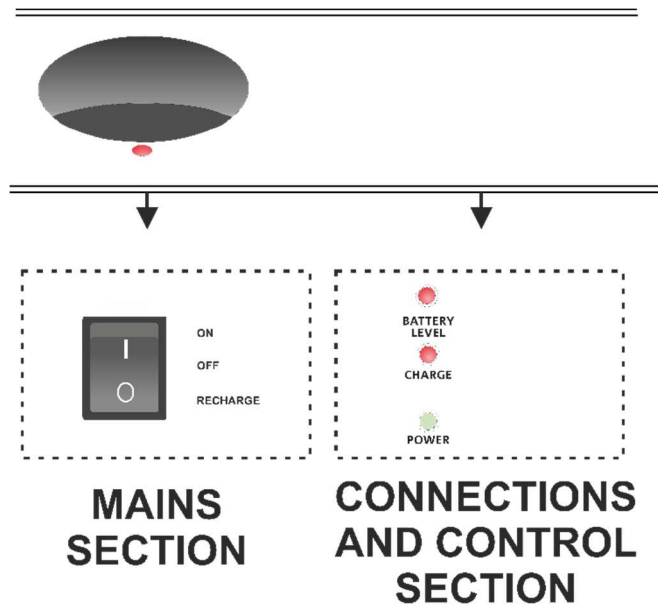 I
O
ON
OFF
RECHARGE
BATTERY
LEVEL
CHARGE
POWER
MAINS
SECTION
CONNECTIONS
AND CONTROL
SECTION